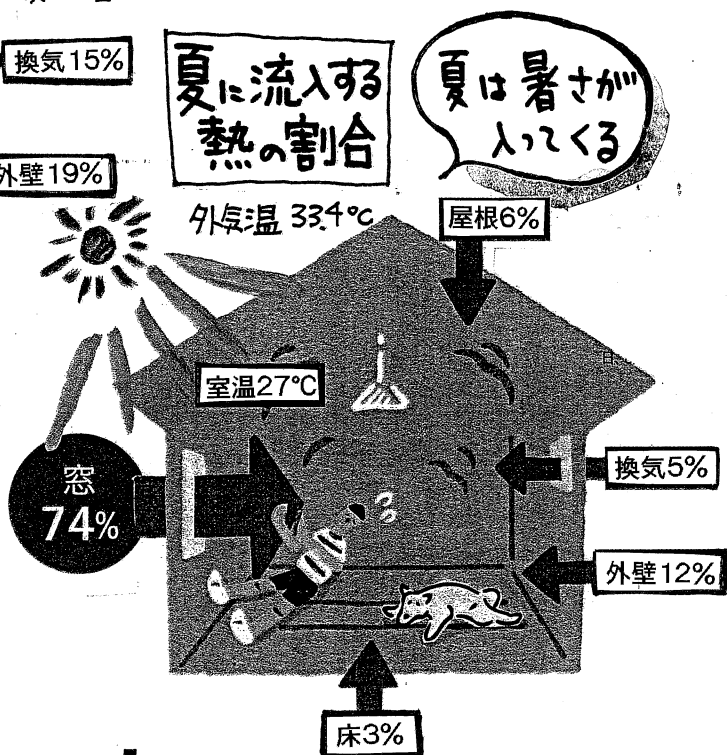 換気15%
夏に流入する
熱の割合
夏は暑さが
入ってくる
外壁19%
外気温 33.4℃
屋根6%
室温27℃
窓
74%
換気5%
外壁12%
床3%